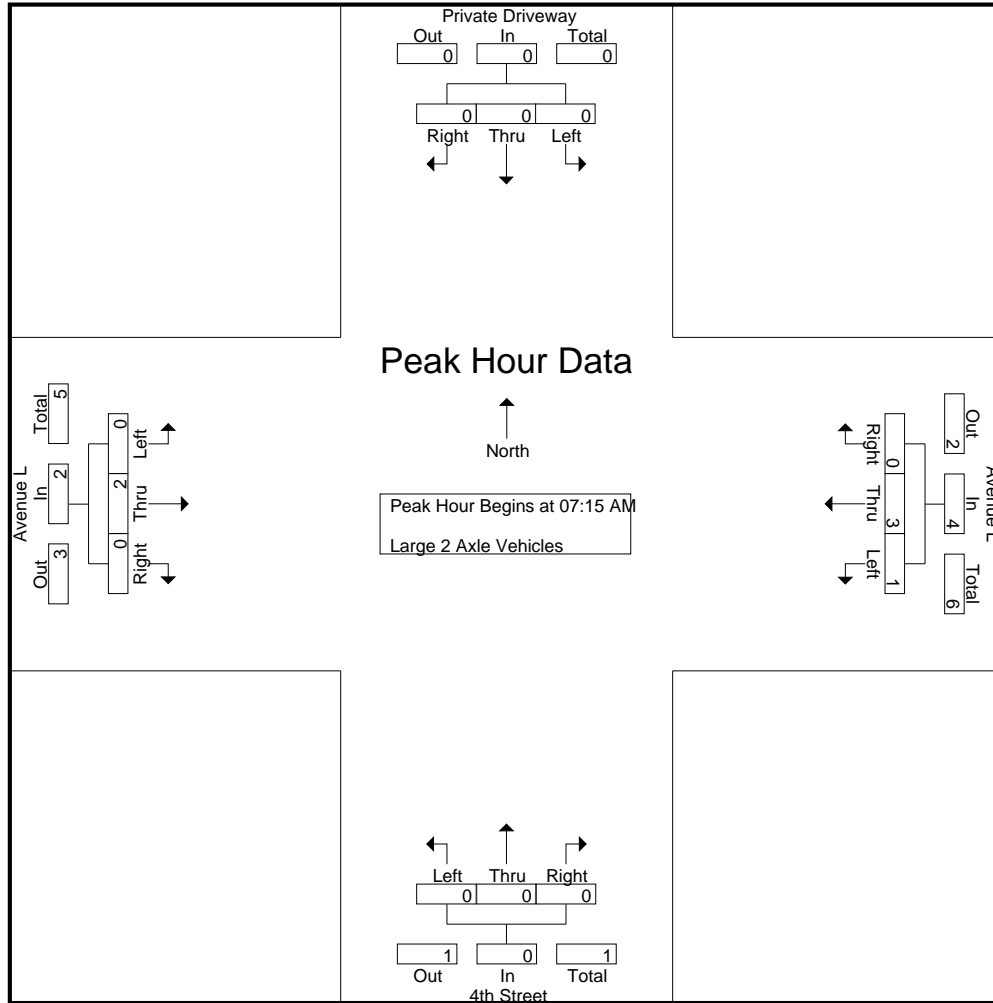 Private Driveway
Out In Total
0 0 0
0 0 0
Right Thru Left
Peak Hour Data
North
Peak Hour Begins at 07:15 AM
Large 2 Axle Vehicles
Avenue L
Out In Total
3 2 5
0 2 0
Right Thru Left
Avenue L
Out In Total
2 4 6
0 3 1
Right Thru Left
Left Thru Right
0 0 0
1 0 1
Out In Total
4th Street